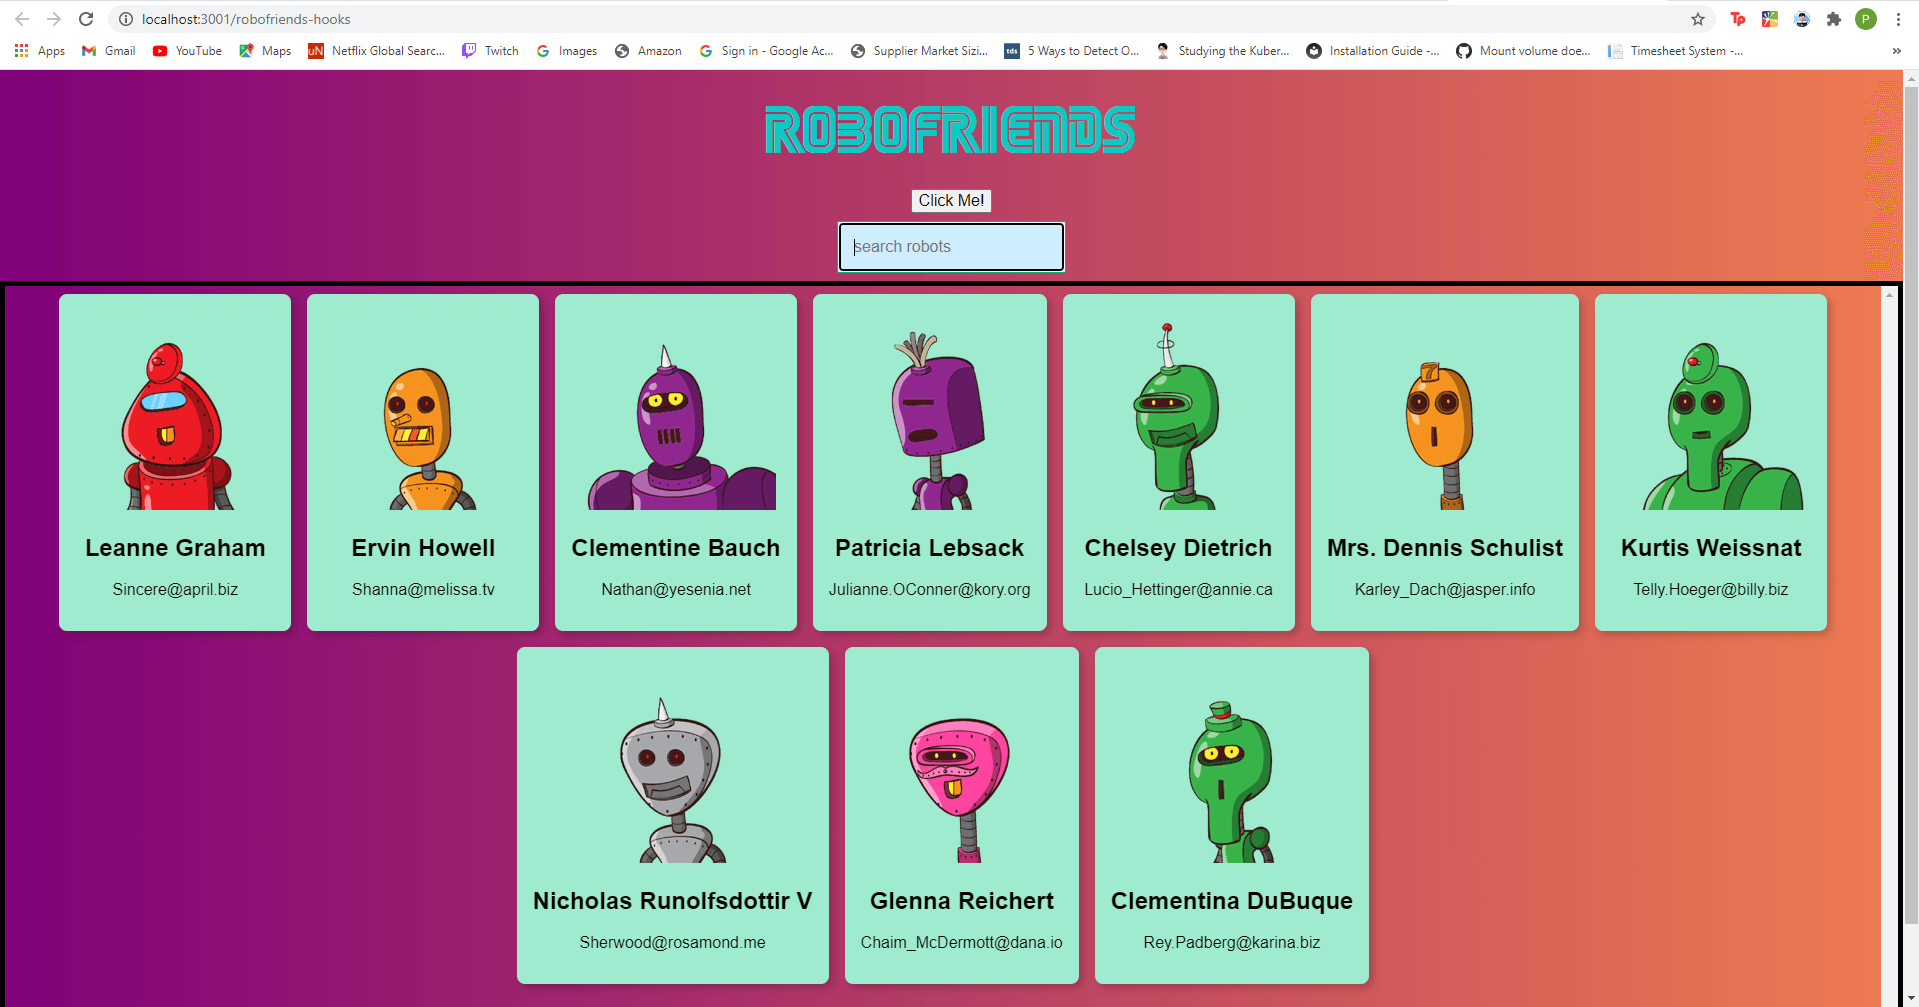 localhost:3001/robofriends-hooks
Tp
P
Apps Gmail YouTube Maps uN Netflix Global Searc... Twitch Images Amazon Sign in - Google Ac... Supplier Market Sizi... tds 5 Ways to Detect O... Studying the Kuber... Installation Guide -... Mount volume doe... Timesheet System -... »
ROBOFRIENDS
Click Me!
search robots
7
Leanne Graham Ervin Howell Clementine Bauch Patricia Lebsack Chelsey Dietrich Mrs. Dennis Schulist Kurtis Weissnat
Sincere@april.biz Shanna@melissa.tv Nathan@yesenia.net Julianne.OConner@kory.org Lucio_Hettinger@annie.ca Karley_Dach@jasper.info Telly.Hoeger@billy.biz
Nicholas Runolfsdottir V Glenna Reichert Clementina DuBuque
Sherwood@rosamond.me Chaim_McDermott@dana.io Rey.Padberg@karina.biz